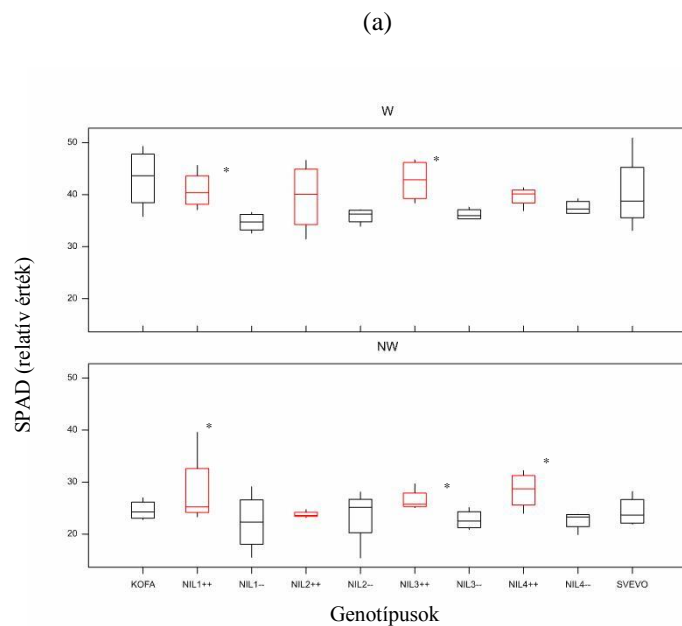 (a)
W
50
40
30
20
*
*
NW
50
40
30
20
*
*
*
SPAD (relatív érték)
KOFA NIL1++ NIL1-- NIL2++ NIL2-- NIL3++ NIL3-- NIL4++ NIL4-- SVEVO
Genotípusok